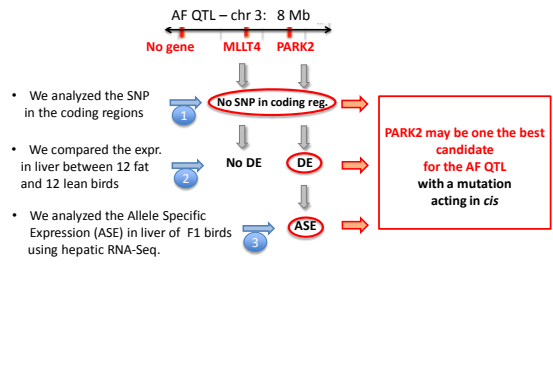 AF QTL – chr 3: 8 Mb
No gene
MLLT4
PARK2
• We analyzed the SNP
in the coding regions
1
No SNP in coding reg.
• We compared the expr.
in liver between 12 fat
and 12 lean birds
2
No DE
DE
• We analyzed the Allele Specific
Expression (ASE) in liver of F1 birds
using hepatic RNA-Seq.
3
ASE
PARK2 may be one the best
candidate
for the AF QTL
with a mutation
acting in cis